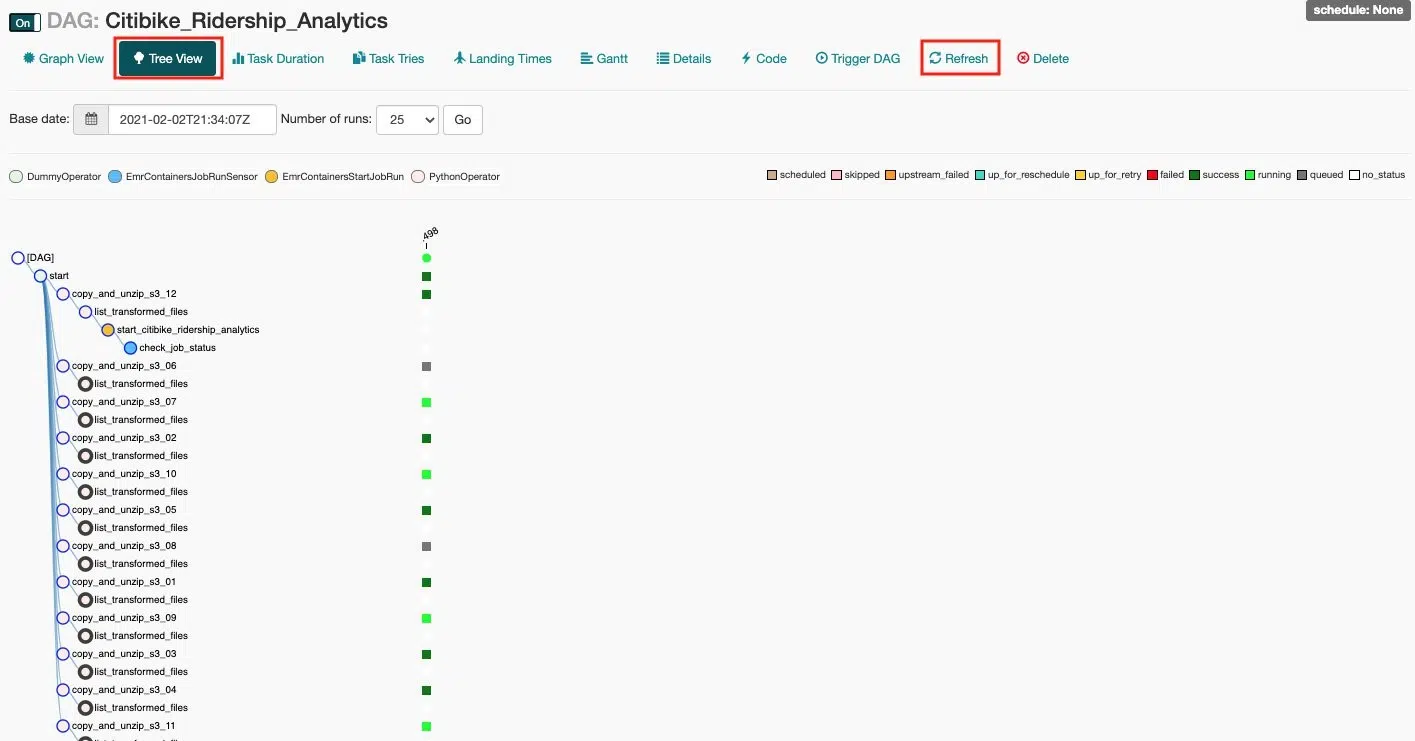 schedule: None
On DAG: Citibike_Ridership_Analytics
Graph View Tree View Task Duration Task Tries Landing Times Gantt Details Code Trigger DAG Refresh Delete
Base date: 2021-02-02T21:34:07Z Number of runs: 25 Go
DummyOperator EmrContainersJobRunSensor EmrContainersStartJobRun PythonOperator scheduled skipped upstream_failed up_for_reschedule up_for_retry failed success running queued no_status
.498
[DAG]
start
copy_and_unzip_s3_12
list_transformed_files
start_citibike_ridership_analytics
check_job_status
copy_and_unzip_s3_06
list_transformed_files
copy_and_unzip_s3_07
list_transformed_files
copy_and_unzip_s3_02
list_transformed_files
copy_and_unzip_s3_10
list_transformed_files
copy_and_unzip_s3_05
list_transformed_files
copy_and_unzip_s3_08
list_transformed_files
copy_and_unzip_s3_01
list_transformed_files
copy_and_unzip_s3_09
list_transformed_files
copy_and_unzip_s3_03
list_transformed_files
copy_and_unzip_s3_04
list_transformed_files
copy_and_unzip_s3_11